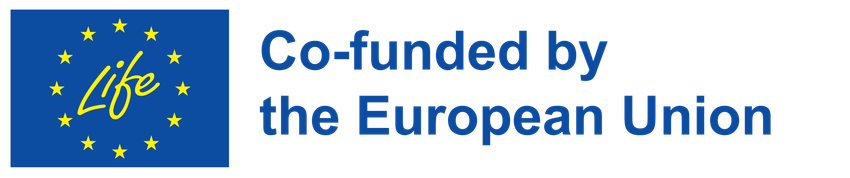 Life
Co-funded by
the European Union